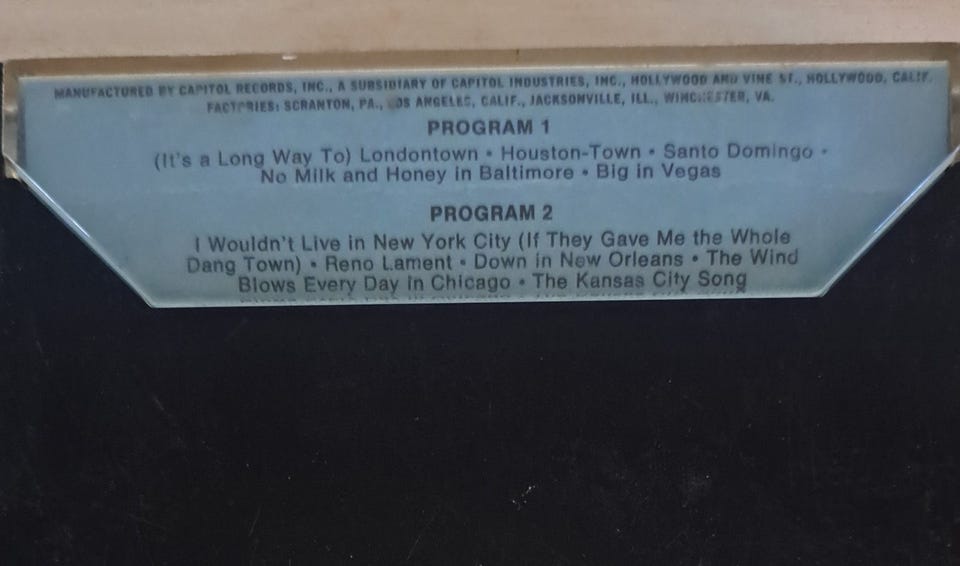 MANUFACTURED BY CAPITOL RECORDS, INC., A SUBSIDIARY OF CAPITOL INDUSTRIES, INC., HOLLYWOOD AND VINE ST., HOLLYWOOD, CALIF.
FACTORIES: SCRANTON, PA., LOS ANGELES, CALIF., JACKSONVILLE, ILL., WINCHESTER, VA.
PROGRAM 1
(It's a Long Way To) Londontown • Houston-Town • Santo Domingo •
No Milk and Honey in Baltimore • Big in Vegas
PROGRAM 2
I Wouldn't Live in New York City (If They Gave Me the Whole
Dang Town) • Reno Lament • Down in New Orleans • The Wind
Blows Every Day in Chicago • The Kansas City Song